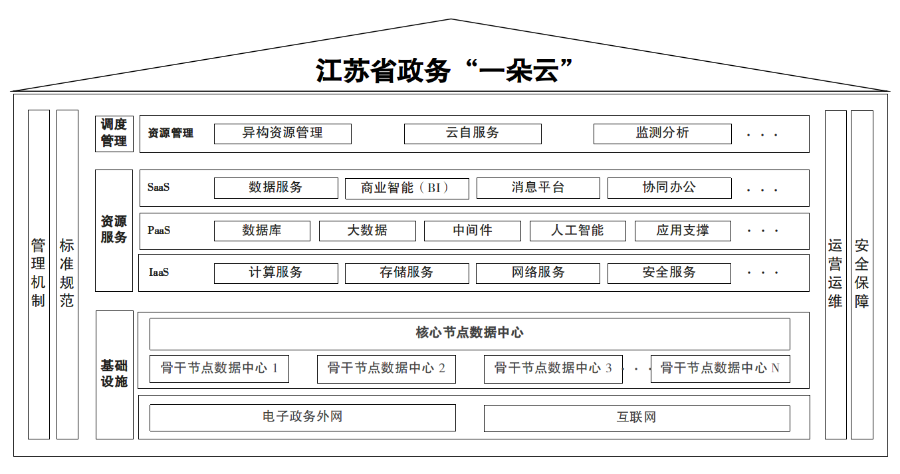 江苏省政务“一朵云”
管理机制
标准规范
调度管理
资源管理 异构资源管理 云自服务 监测分析 ···
资源服务
SaaS 数据服务 商业智能（BI） 消息平台 协同办公 ···
PaaS 数据库 大数据 中间件 人工智能 应用支撑 ···
IaaS 计算服务 存储服务 网络服务 安全服务 ···
基础设施
核心节点数据中心
骨干节点数据中心 1 骨干节点数据中心 2 骨干节点数据中心 3 ··· 骨干节点数据中心 N
电子政务外网 互联网
运营运维
安全保障